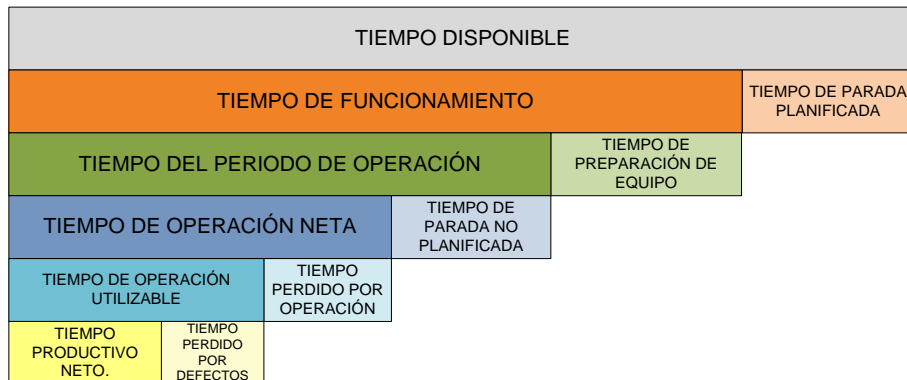 TIEMPO DISPONIBLE
TIEMPO DE FUNCIONAMIENTO
TIEMPO DE PARADA
PLANIFICADA
TIEMPO DEL PERIODO DE OPERACIÓN
TIEMPO DE
PREPARACIÓN DE
EQUIPO
TIEMPO DE OPERACIÓN NETA
TIEMPO DE
PARADA NO
PLANIFICADA
TIEMPO DE OPERACIÓN
UTILIZABLE
TIEMPO
PERDIDO POR
OPERACIÓN
TIEMPO
PRODUCTIVO
NETO.
TIEMPO
PERDIDO
POR
DEFECTOS